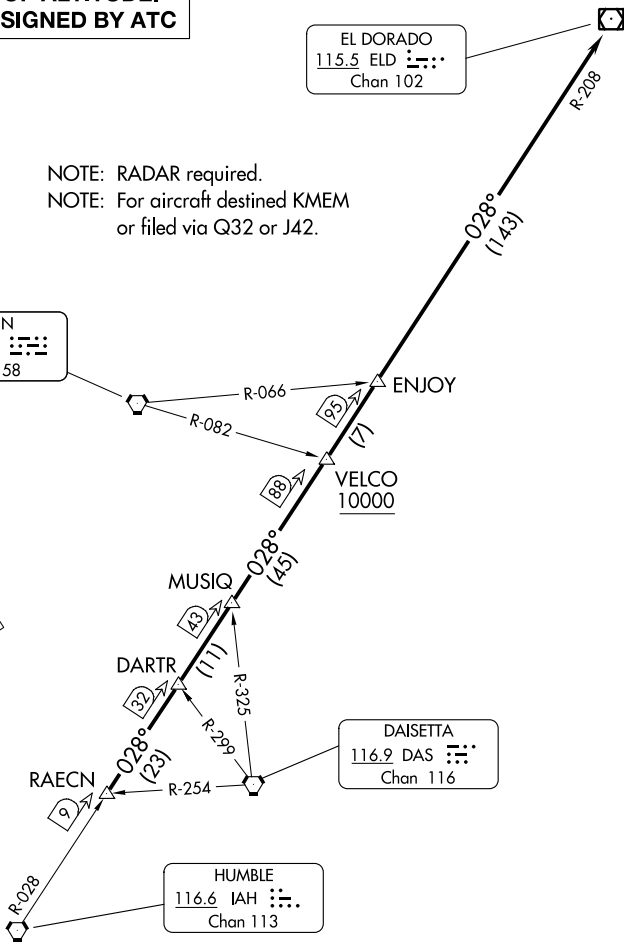 SIGNED BY ATC
EL DORADO
115.5 ELD
Chan 102
R-208
NOTE: RADAR required.
NOTE: For aircraft destined KMEM
or filed via Q32 or J42.
028°
(143)
N
58
R-066
ENJOY
95
R-082
(7)
VELCO
10000
88
028°
(45)
MUSIQ
43
(11)
DARTR
R-325
32
R-299
028°
(23)
DAISETTA
116.9 DAS
Chan 116
RAECN
R-254
9
R-028
HUMBLE
116.6 IAH
Chan 113